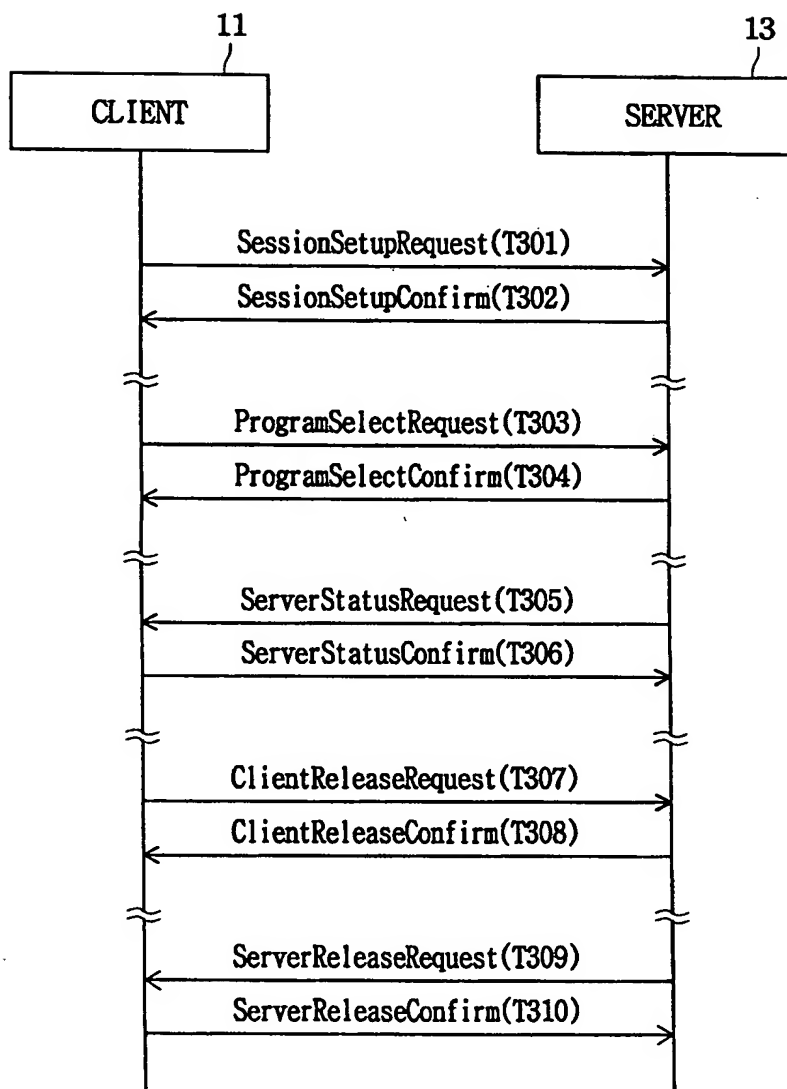 11
13
CLIENT
SERVER
SessionSetupRequest(T301)
SessionSetupConfirm(T302)
ProgramSelectRequest(T303)
ProgramSelectConfirm(T304)
ServerStatusRequest(T305)
ServerStatusConfirm(T306)
ClientReleaseRequest(T307)
ClientReleaseConfirm(T308)
ServerReleaseRequest(T309)
ServerReleaseConfirm(T310)